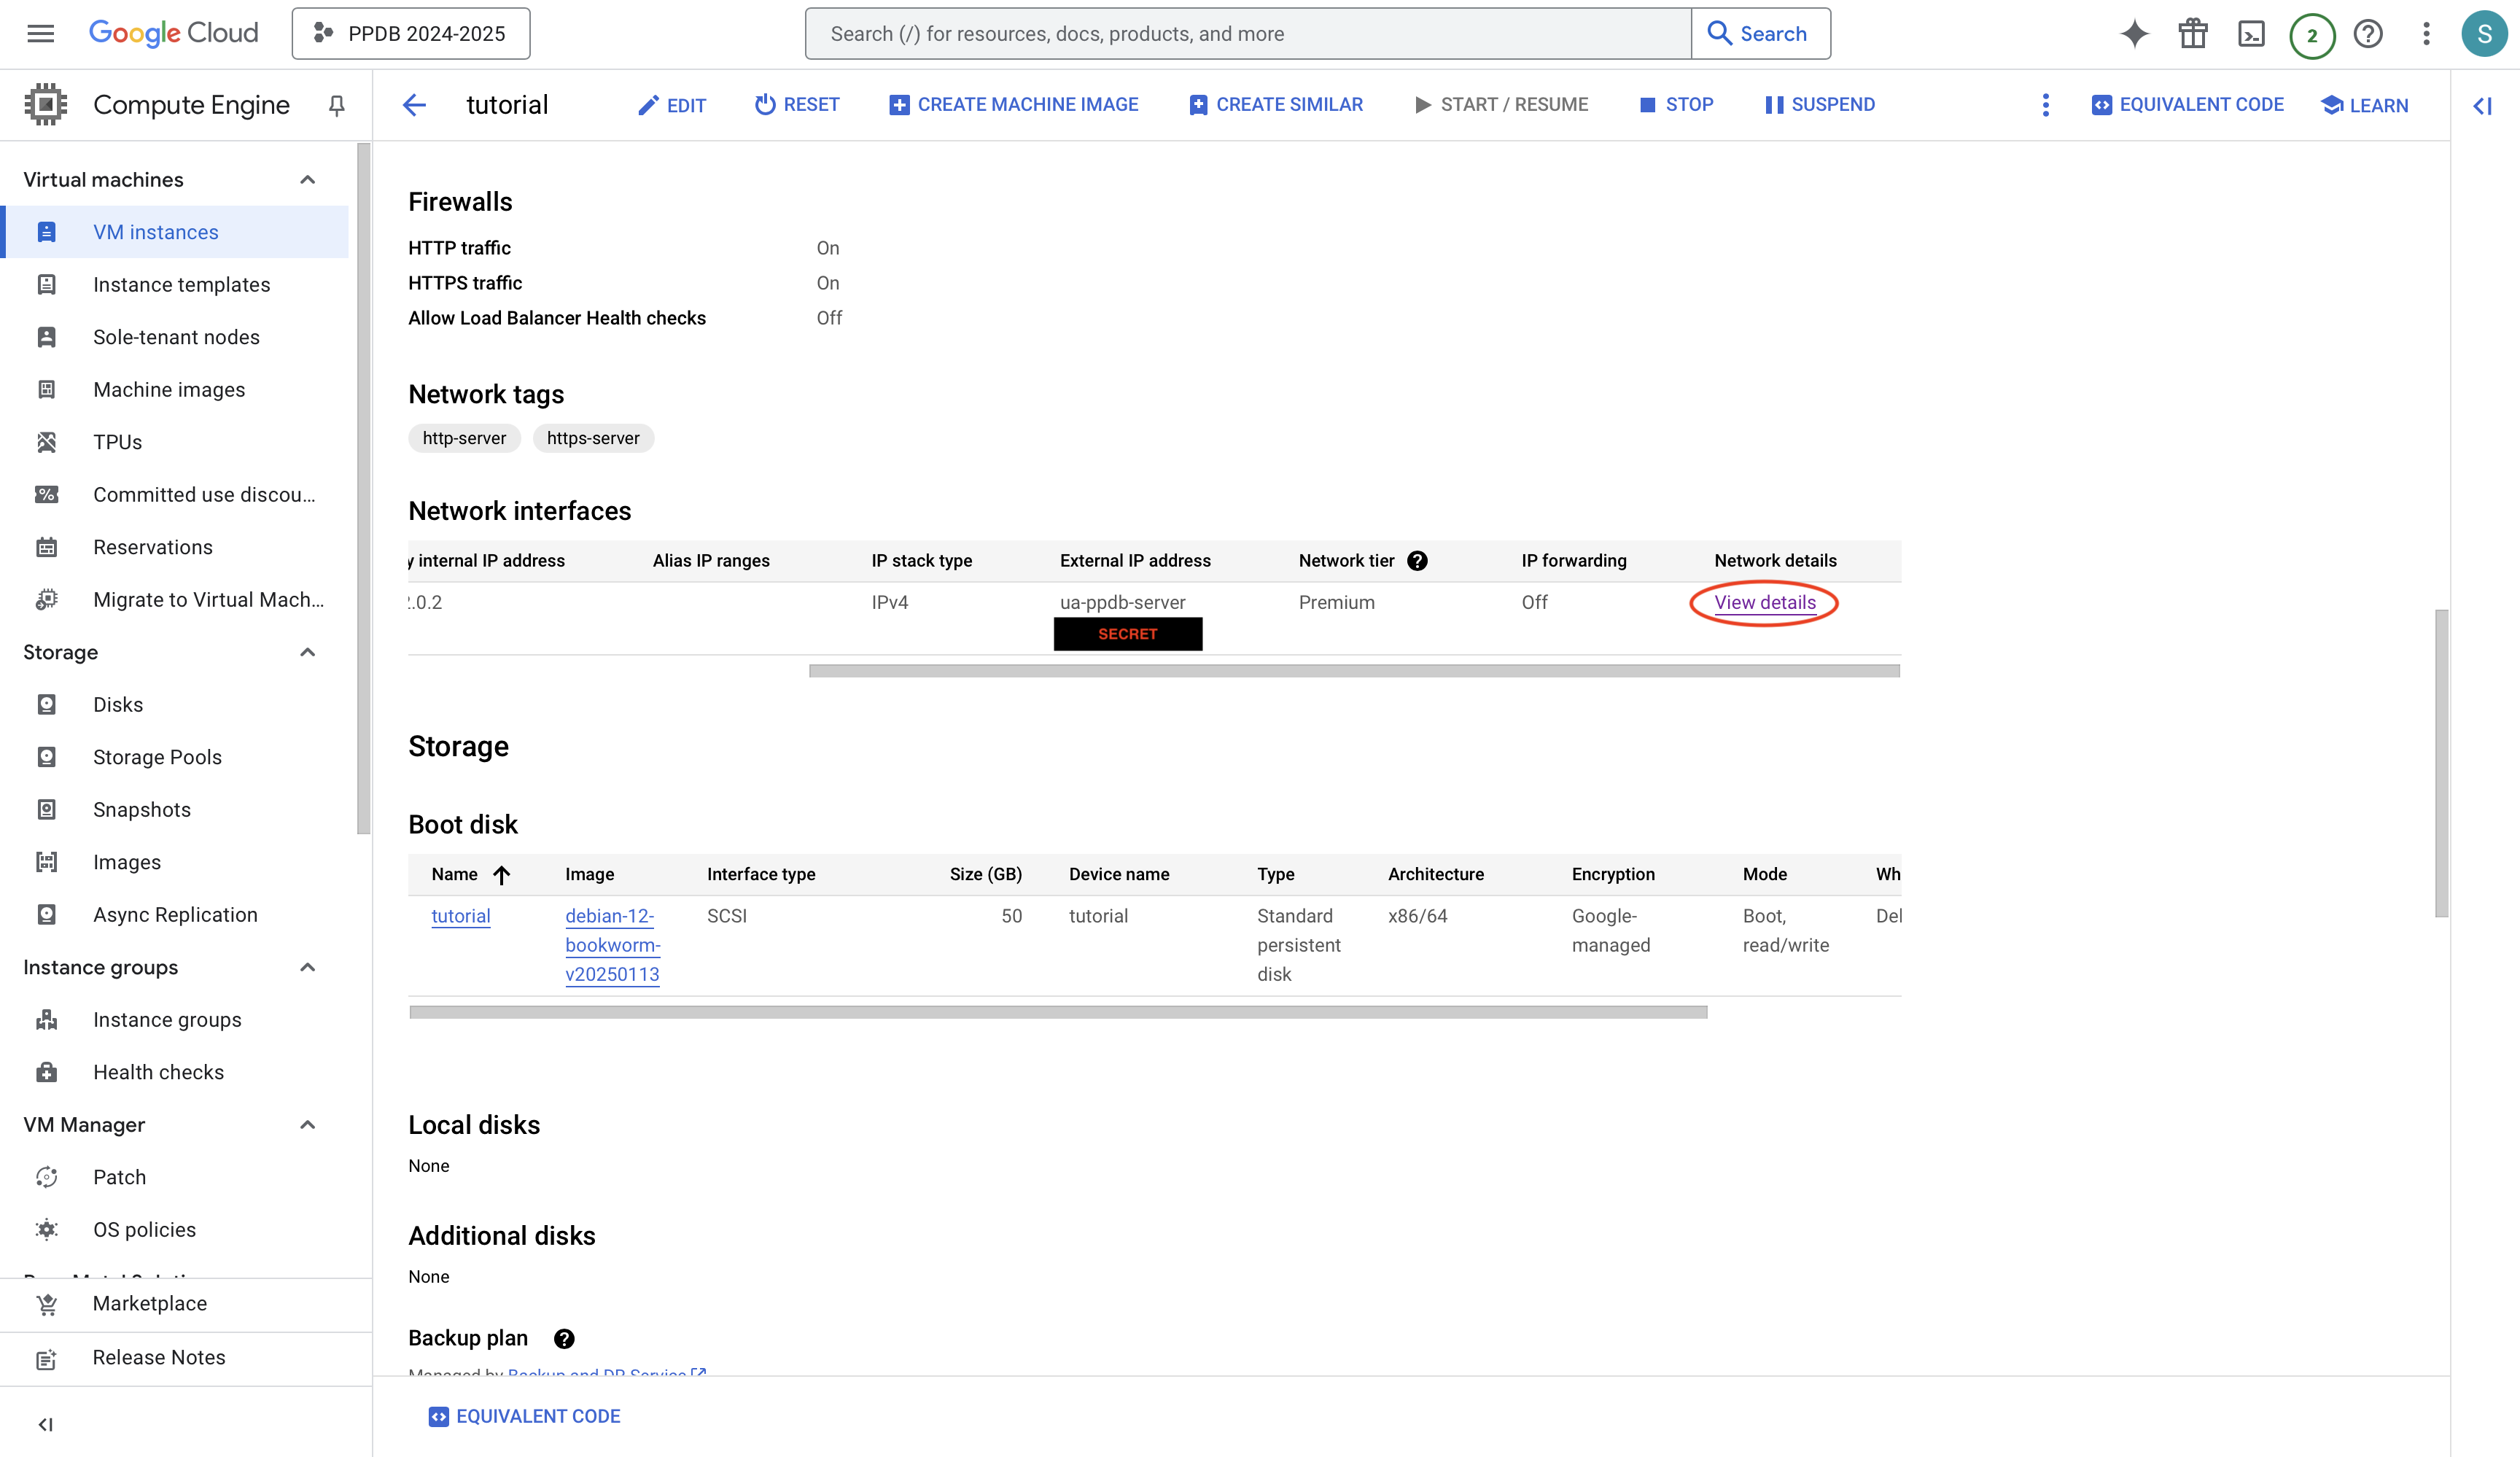 Google Cloud
PPDB 2024-2025
Search (/) for resources, docs, products, and more
Search
2
S
Compute Engine
tutorial
EDIT
RESET
CREATE MACHINE IMAGE
CREATE SIMILAR
START / RESUME
STOP
SUSPEND
EQUIVALENT CODE
LEARN
Virtual machines
VM instances
Instance templates
Sole-tenant nodes
Machine images
TPUs
Committed use discou...
Reservations
Migrate to Virtual Mach...
Storage
Disks
Storage Pools
Snapshots
Images
Async Replication
Instance groups
Instance groups
Health checks
VM Manager
Patch
OS policies
Marketplace
Release Notes
Firewalls
HTTP traffic On
HTTPS traffic On
Allow Load Balancer Health checks Off
Network tags
http-server https-server
Network interfaces
y internal IP address Alias IP ranges IP stack type External IP address Network tier IP forwarding Network details
.0.2 IPv4 ua-ppdb-server Premium Off View details
SECRET
Storage
Boot disk
Name Image Interface type Size (GB) Device name Type Architecture Encryption Mode Wh
tutorial debian-12- SCSI 50 tutorial Standard x86/64 Google- Boot, Del
bookworm- persistent managed read/write
v20250113 disk
Local disks
None
Additional disks
None
Backup plan
Managed by Backup and DR Service
EQUIVALENT CODE